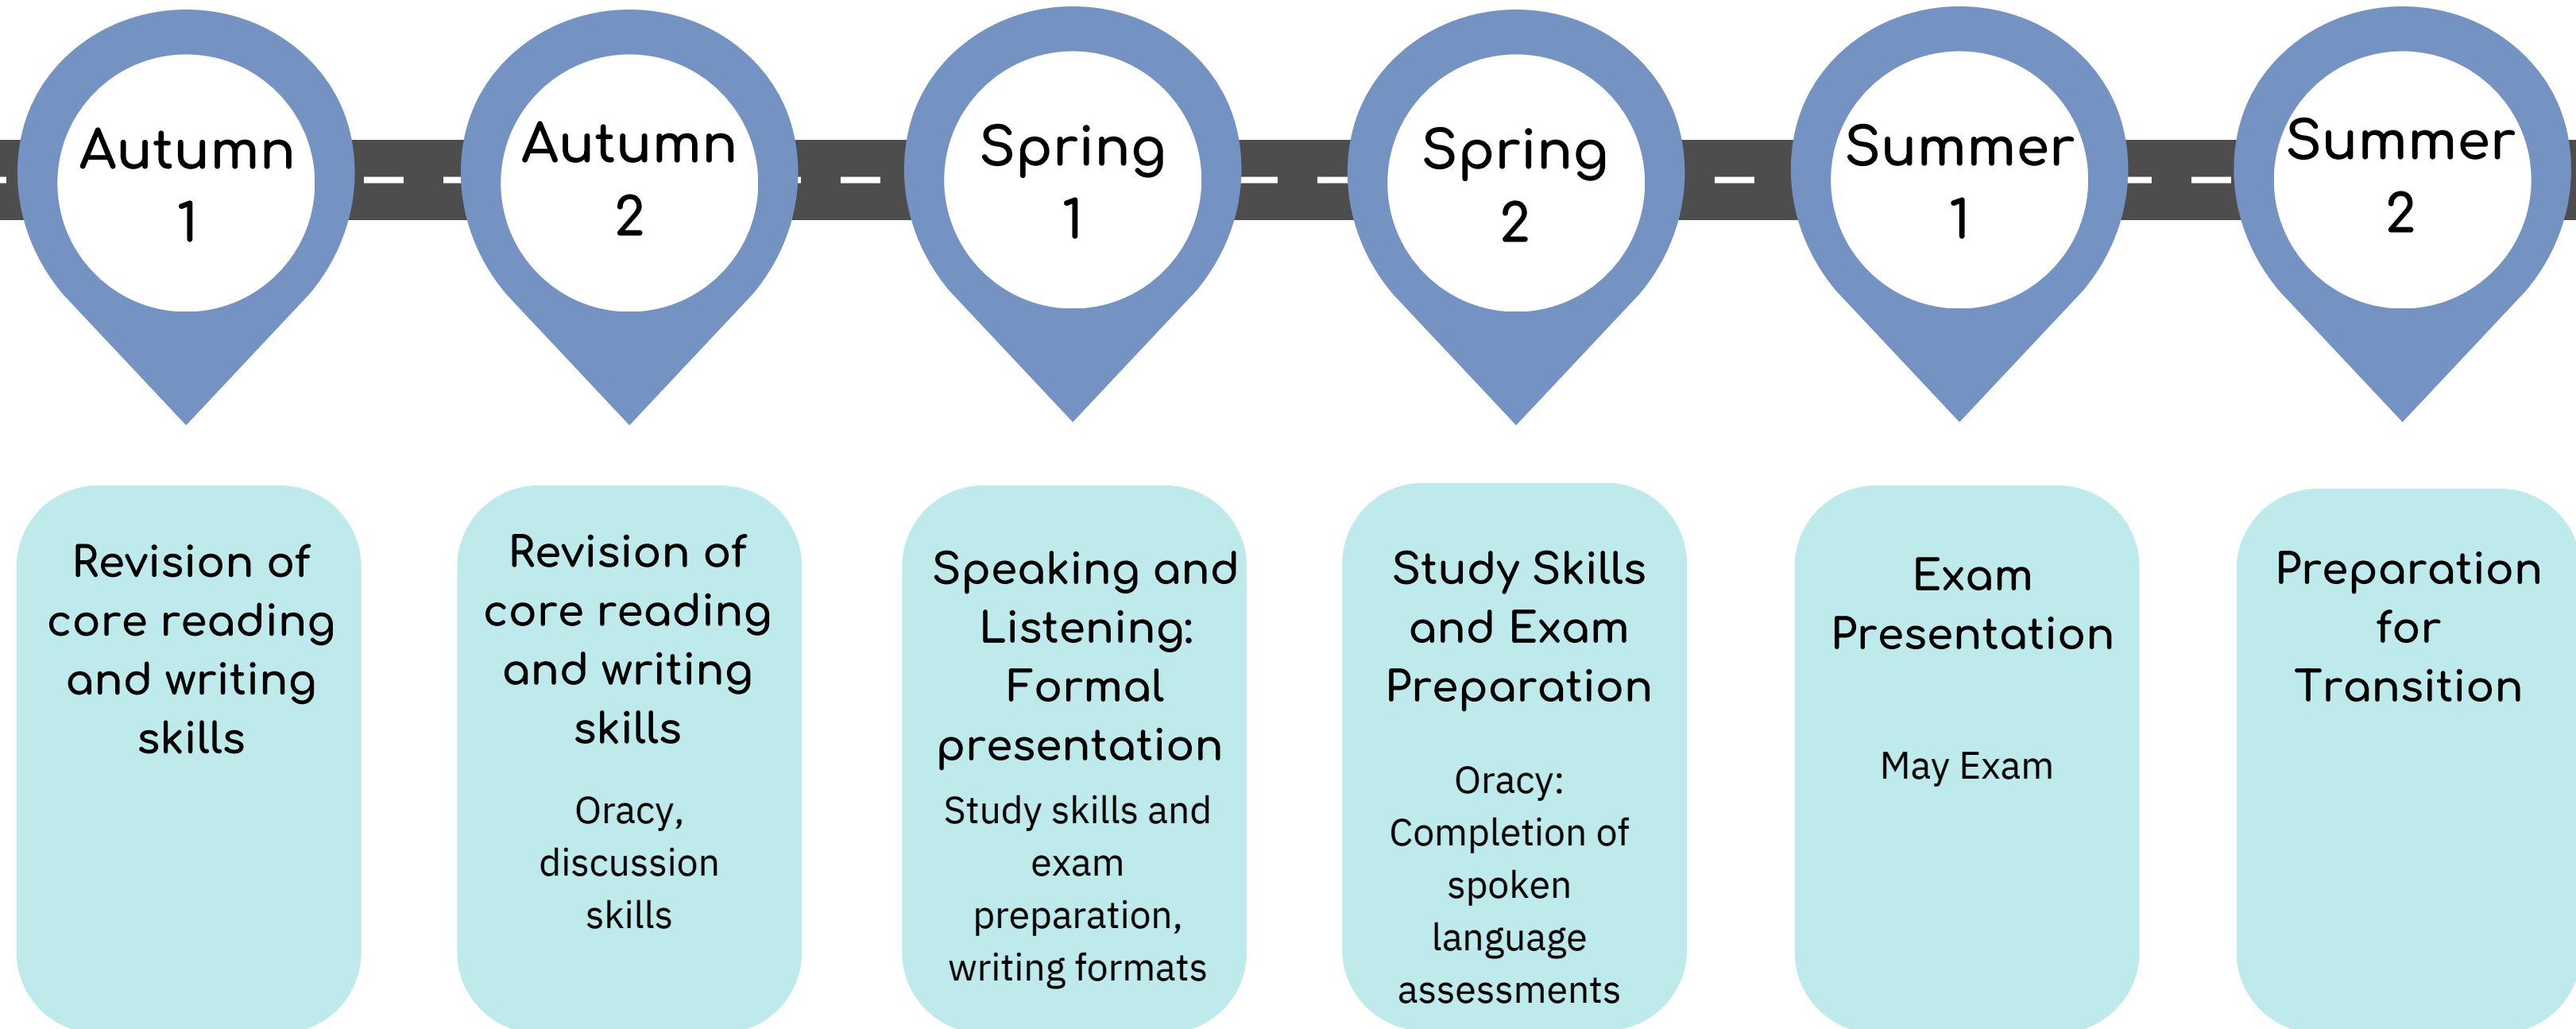 Autumn
1
Autumn
2
Spring
1
Spring
2
Summer
1
Summer
2
Revision of
core reading
and writing
skills
Revision of
core reading
and writing
skills
Oracy,
discussion
skills
Speaking and
Listening:
Formal
presentation
Study skills and
exam
preparation,
writing formats
Study Skills
and Exam
Preparation
Oracy:
Completion of
spoken
language
assessments
Exam
Presentation
May Exam
Preparation
for
Transition